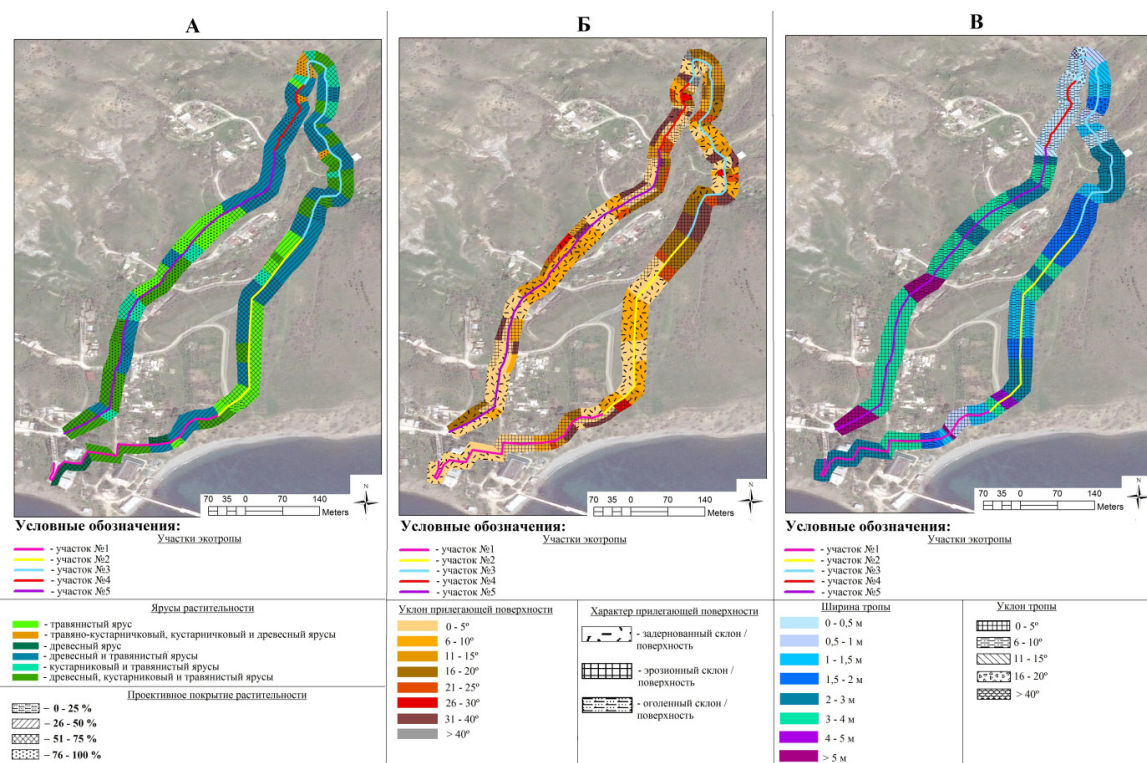 А
Б
В
N
70 35 0 70 140
Meters
N
70 35 0 70 140
Meters
N
70 35 0 70 140
Meters
Условные обозначения:
Участки экотропы
- участок №1
- участок №2
- участок №3
- участок №4
- участок №5
Ярусы растительности
- травянистый ярус
- травяно-кустарничковый, кустарничковый и древесный ярусы
- древесный ярус
- древесный и травянистый ярусы
- кустарниковый и травянистый ярусы
- древесный, кустарниковый и травянистый ярусы
Проективное покрытие растительности
– 0 - 25 %
– 26 - 50 %
– 51 - 75 %
– 76 - 100 %
Условные обозначения:
Участки экотропы
- участок №1
- участок №2
- участок №3
- участок №4
- участок №5
Уклон прилегающей поверхности
0 - 5º
6 - 10º
11 - 15º
16 - 20º
21 - 25º
26 - 30º
31 - 40º
> 40º
Характер прилегающей поверхности
- задернованный склон /
поверхность
- эрозионный склон /
поверхность
- оголенный склон /
поверхность
Условные обозначения:
Участки экотропы
- участок №1
- участок №2
- участок №3
- участок №4
- участок №5
Ширина тропы
0 - 0,5 м
0,5 - 1 м
1 - 1,5 м
1,5 - 2 м
2 - 3 м
3 - 4 м
4 - 5 м
> 5 м
Уклон тропы
0 - 5º
6 - 10º
11 - 15º
16 - 20º
> 40º